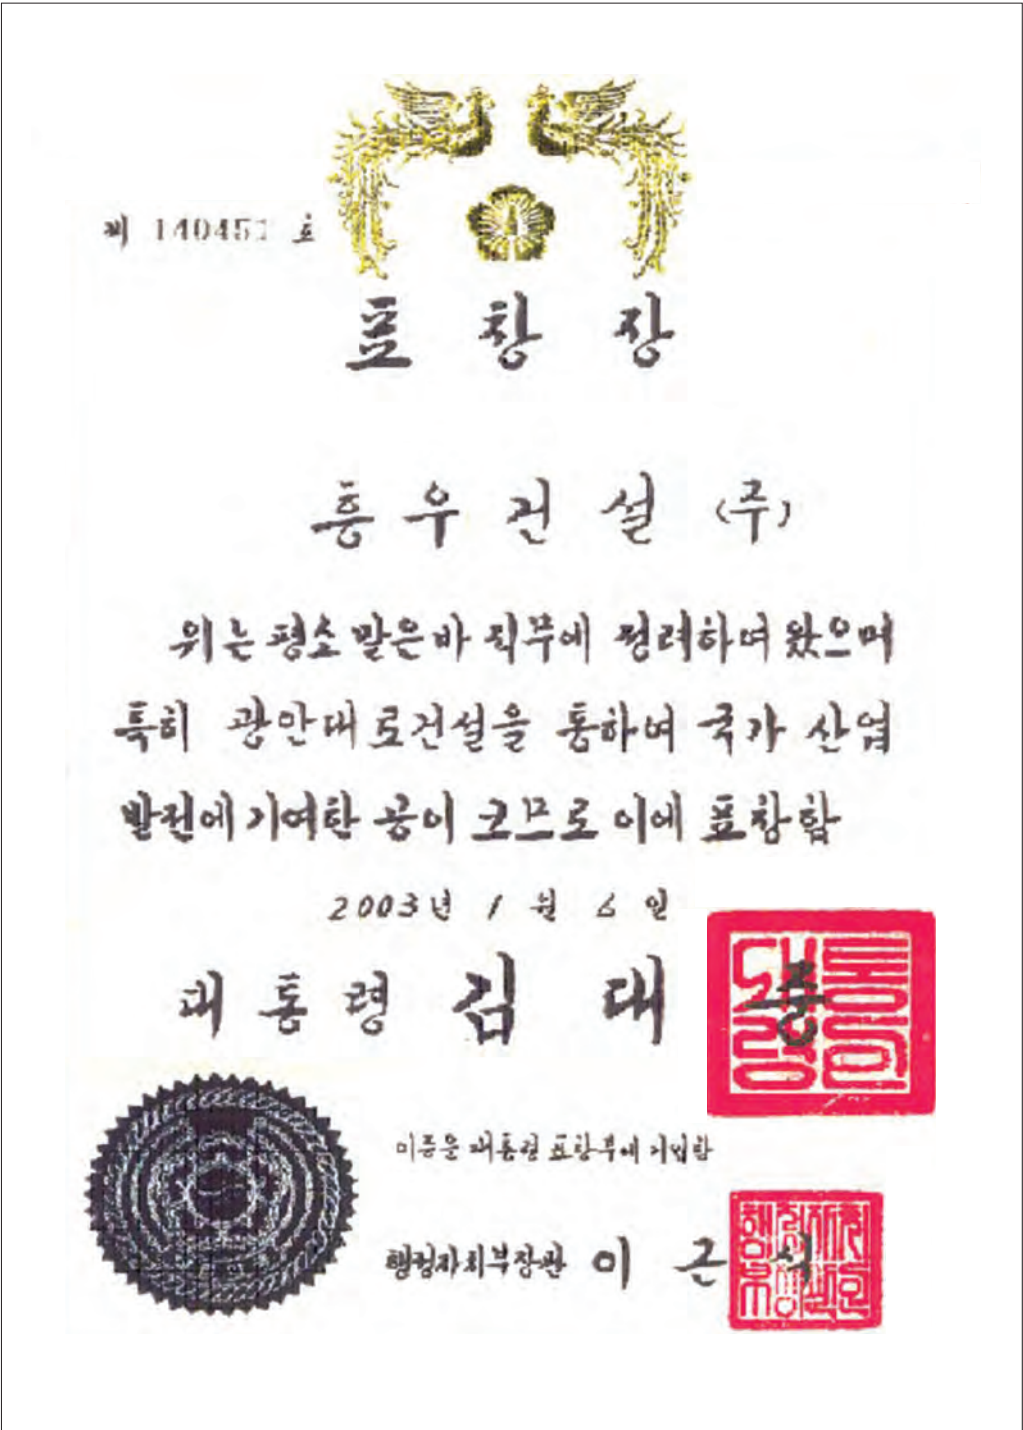 제 140451 호
표 창 장
흥 우 건 설 (주)
위는 평소 맡은바 직무에 정려하여 왔으며
특히 광안대로건설을 통하여 국가 산업
발전에 기여한 공이 크므로 이에 표창함
2003년 1 월 6 일
대 통 령 김 대 중
이증을 대통령 표창부에 기입함
행정자치부장관 이 근 식